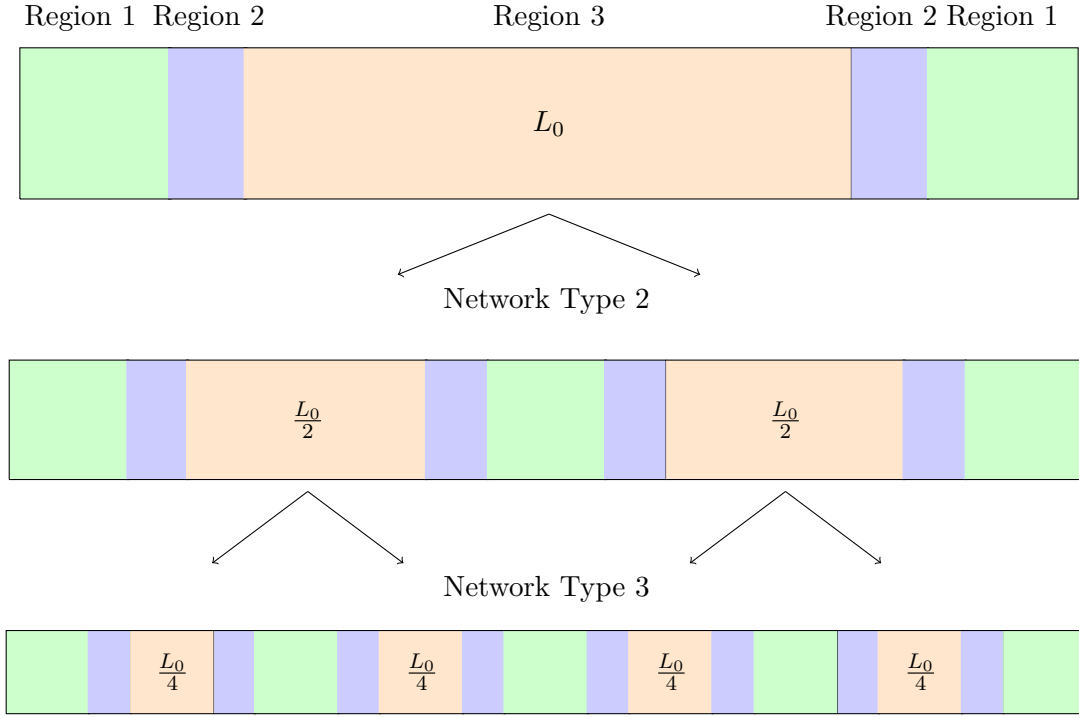 Region 1 Region 2 Region 3 Region 2 Region 1
L₀
Network Type 2
L₀/2 L₀/2
Network Type 3
L₀/4 L₀/4 L₀/4 L₀/4